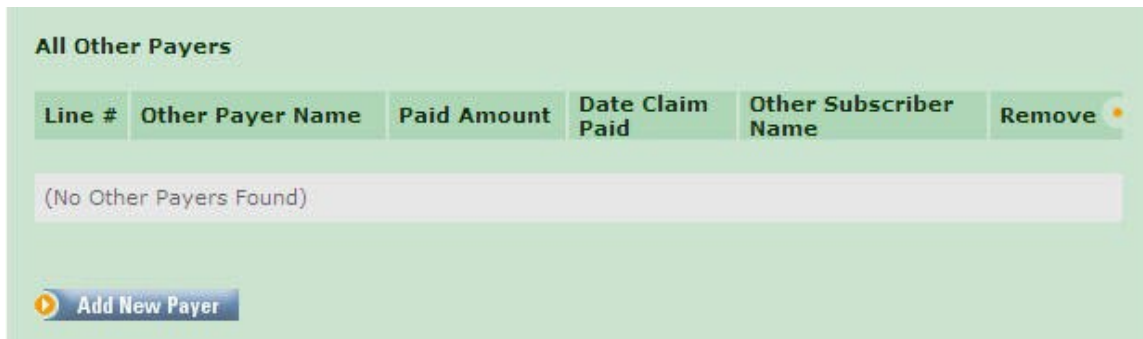 All Other Payers
Line # Other Payer Name Paid Amount Date Claim Paid Other Subscriber Name Remove
(No Other Payers Found)
Add New Payer